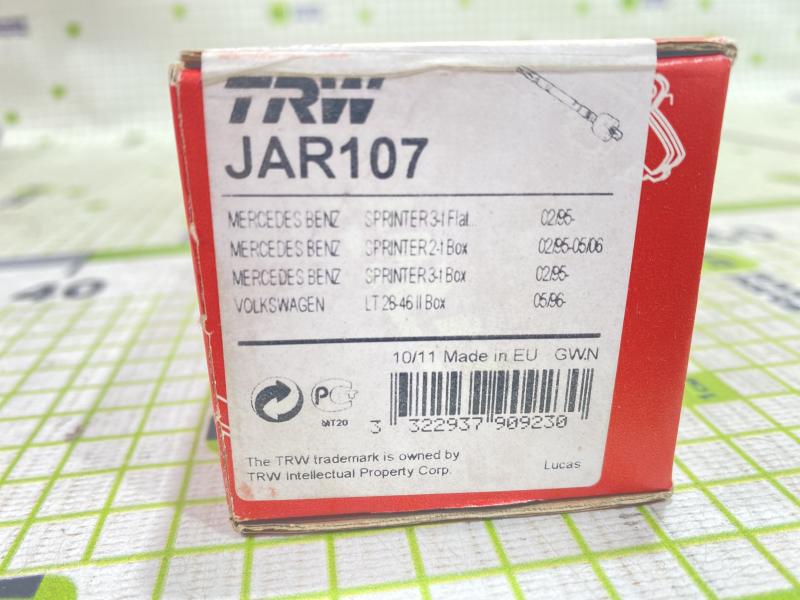 TRW
JAR107
MERCEDES BENZ SPRINTER 3-t Flat.. 02/95-
MERCEDES BENZ SPRINTER 2-t Box 02/95-05/06
MERCEDES BENZ SPRINTER 3-t Box 02/95-
VOLKSWAGEN LT 28-46 II Box 05/96-
10/11 Made in EU GW.N
MT20
3 322937 909230
The TRW trademark is owned by
TRW Intellectual Property Corp.
Lucas
40